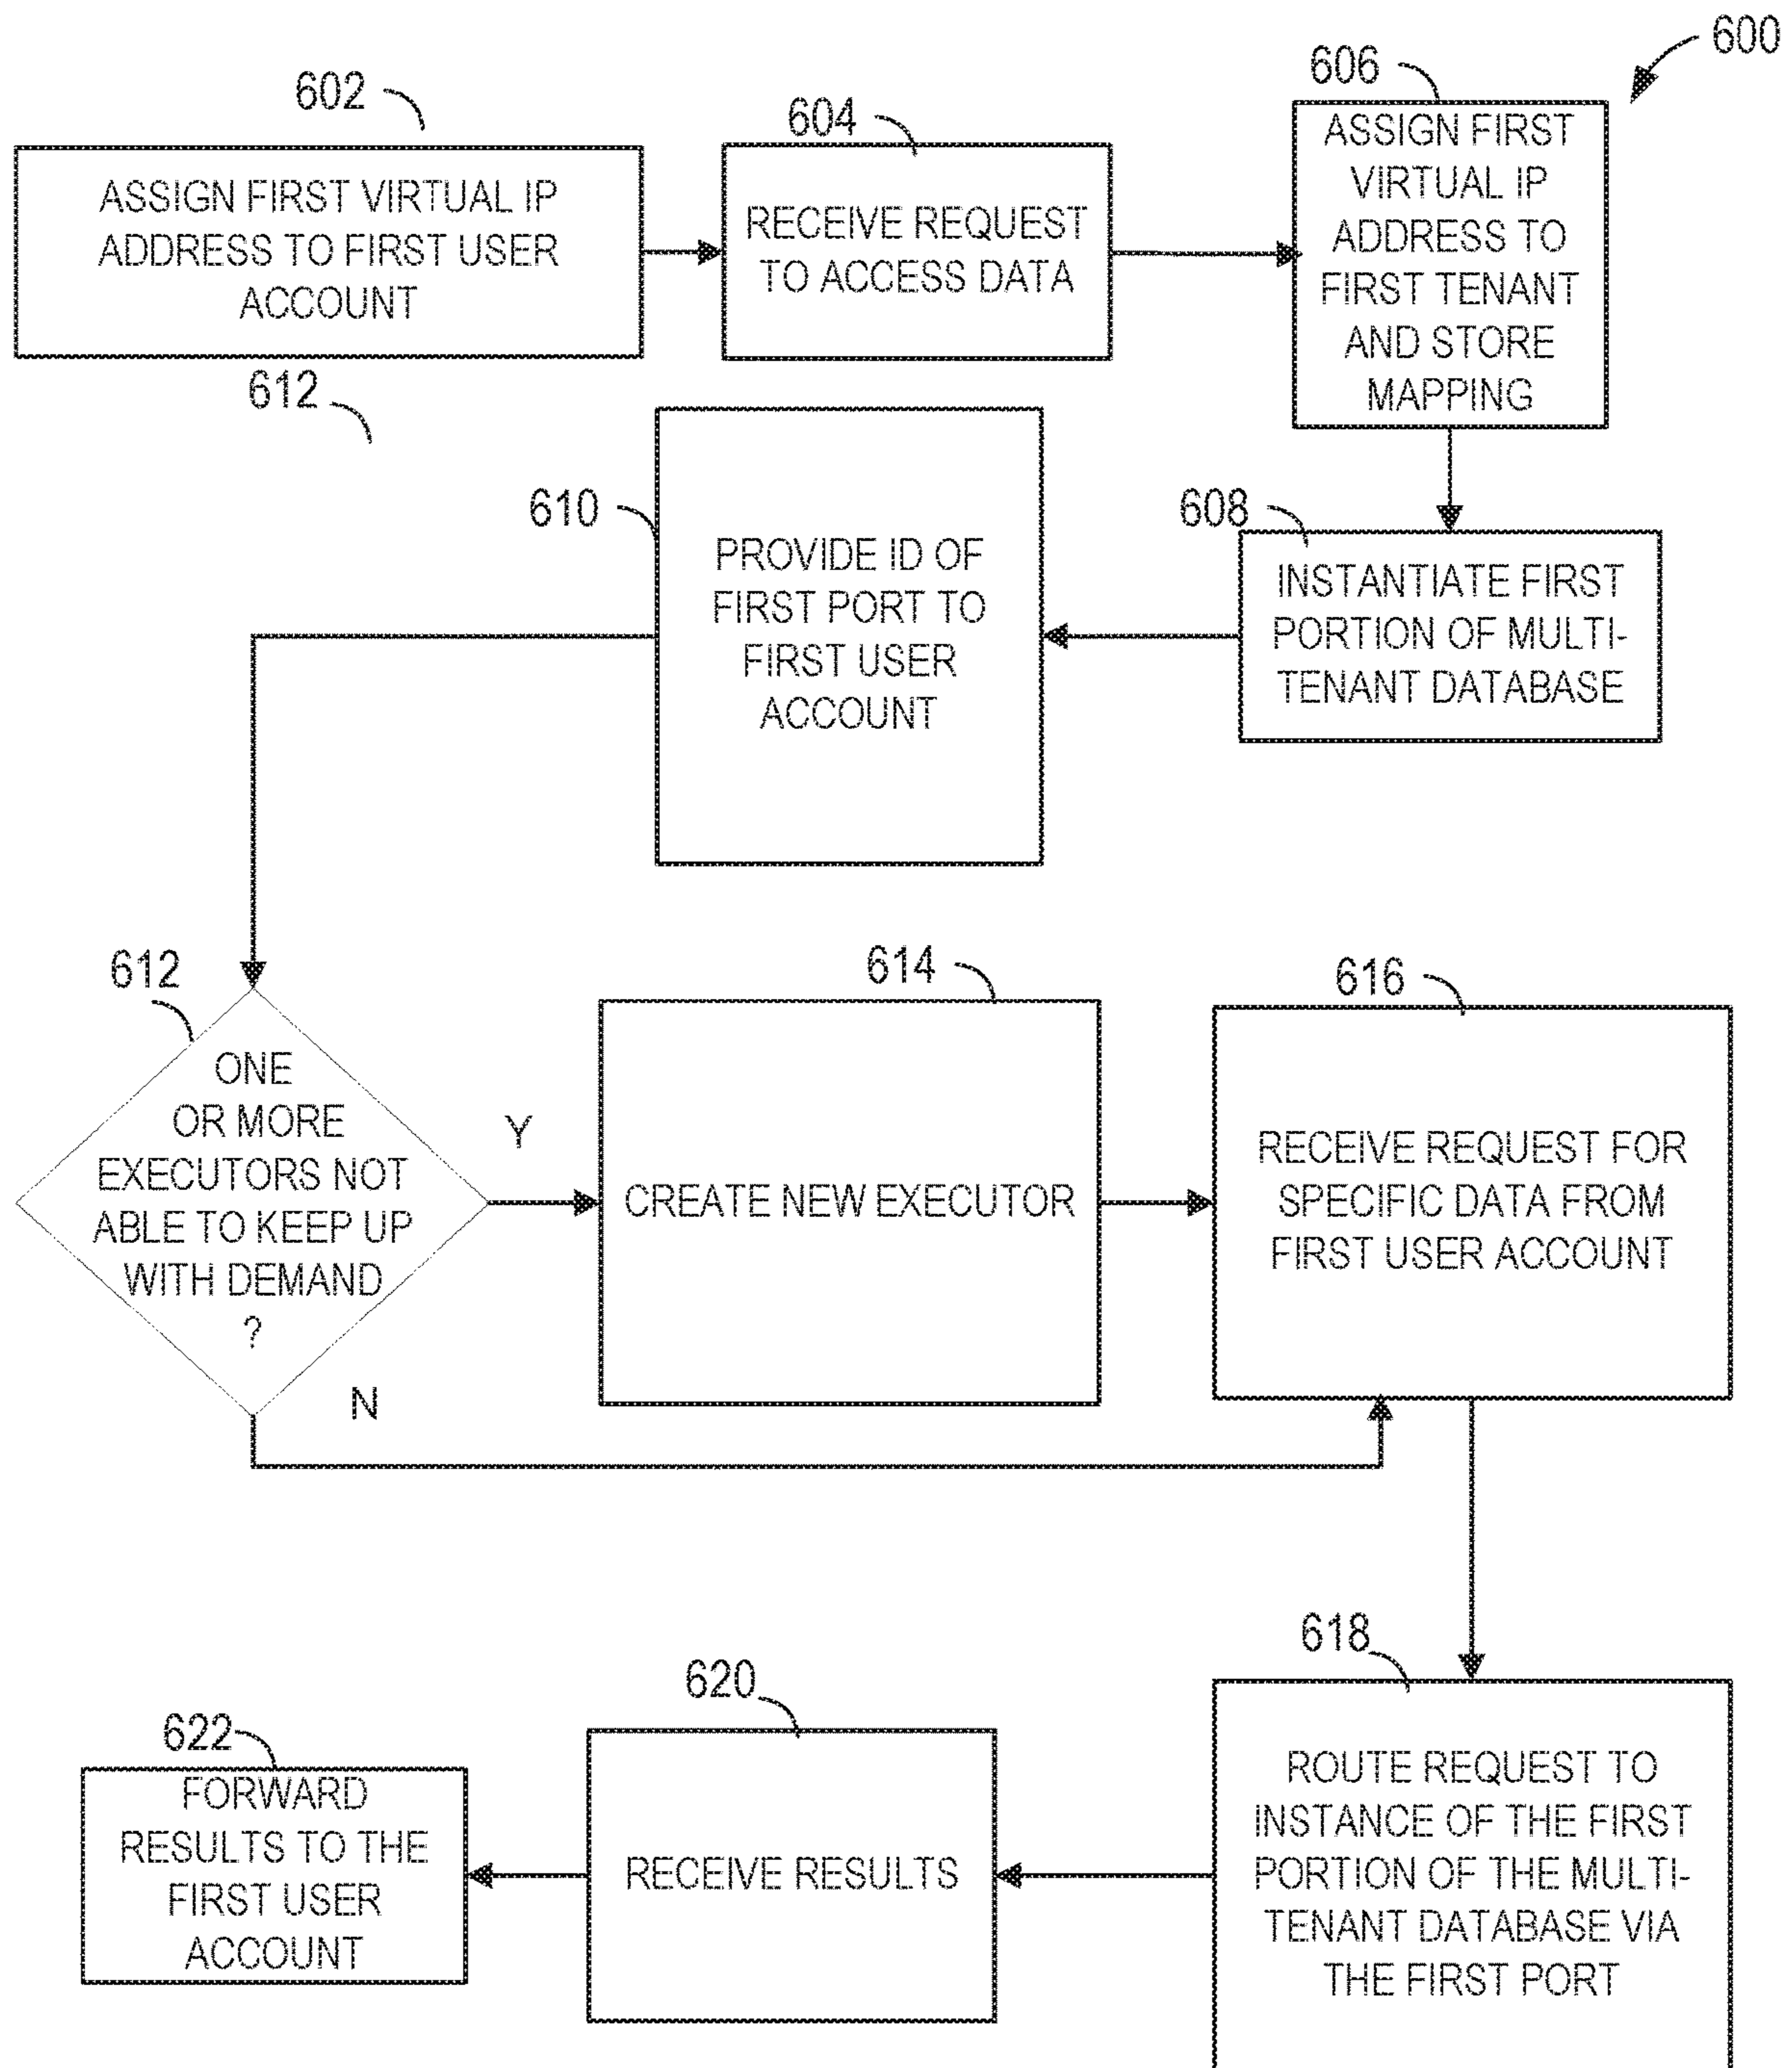 600
602
ASSIGN FIRST VIRTUAL IP
ADDRESS TO FIRST USER
ACCOUNT
604
RECEIVE REQUEST
TO ACCESS DATA
606
ASSIGN FIRST
VIRTUAL IP
ADDRESS TO
FIRST TENANT
AND STORE
MAPPING
608
INSTANTIATE FIRST
PORTION OF MULTI-
TENANT DATABASE
610
PROVIDE ID OF
FIRST PORT TO
FIRST USER
ACCOUNT
612
612
ONE
OR MORE
EXECUTORS NOT
ABLE TO KEEP UP
WITH DEMAND
?
Y
N
614
CREATE NEW EXECUTOR
616
RECEIVE REQUEST FOR
SPECIFIC DATA FROM
FIRST USER ACCOUNT
618
ROUTE REQUEST TO
INSTANCE OF THE FIRST
PORTION OF THE MULTI-
TENANT DATABASE VIA
THE FIRST PORT
620
RECEIVE RESULTS
622
FORWARD
RESULTS TO THE
FIRST USER
ACCOUNT